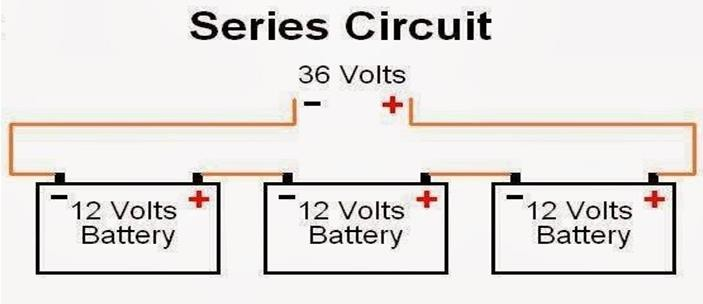 Series Circuit
36 Volts
− +
− +
12 Volts
Battery
− +
12 Volts
Battery
− +
12 Volts
Battery